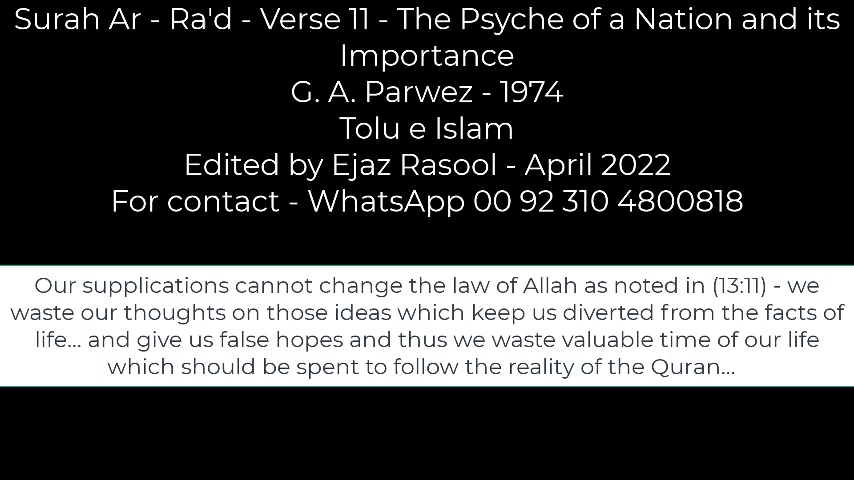 Surah Ar - Ra'd - Verse 11 - The Psyche of a Nation and its
Importance
G. A. Parwez - 1974
Tolu e Islam
Edited by Ejaz Rasool - April 2022
For contact - WhatsApp 00 92 310 4800818
Our supplications cannot change the law of Allah as noted in (13:11) - we
waste our thoughts on those ideas which keep us diverted from the facts of
life... and give us false hopes and thus we waste valuable time of our life
which should be spent to follow the reality of the Quran...